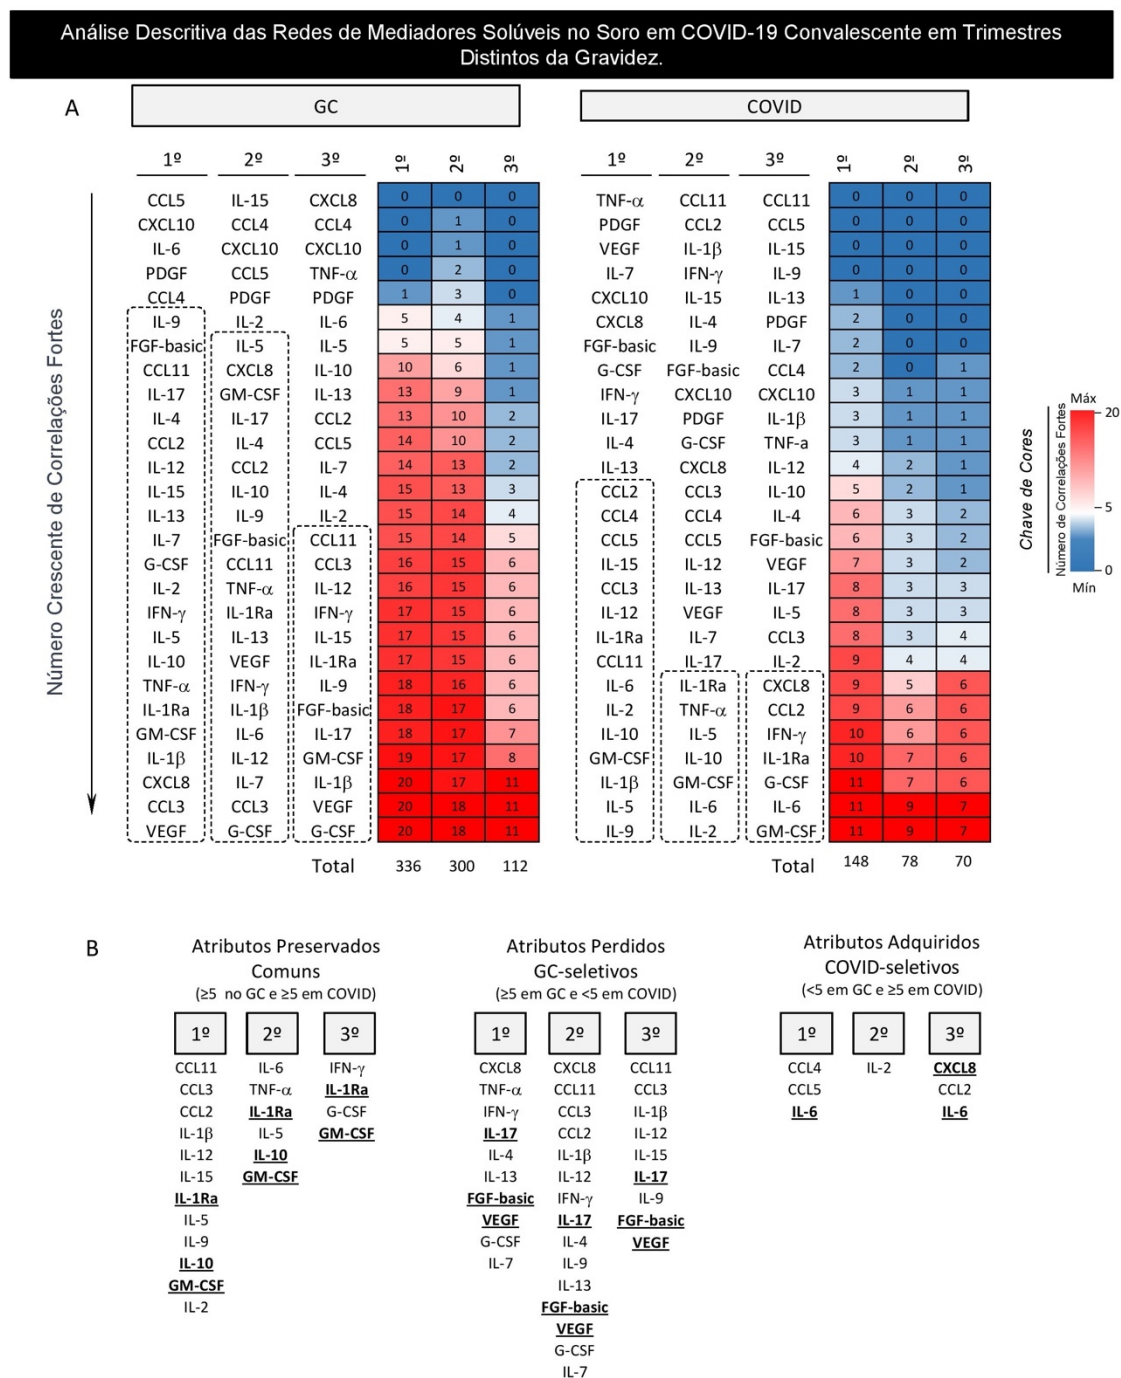 Análise Descritiva das Redes de Mediadores Solúveis no Soro em COVID-19 Convalescente em Trimestres
Distintos da Gravidez.
A
GC
COVID
1º 2º 3º 1º 2º 3º 1º 2º 3º 1º 2º 3º
CCL5 IL-15 CXCL8 0 0 0 TNF-α CCL11 CCL11 0 0 0
CXCL10 CCL4 CCL4 0 1 0 PDGF CCL2 CCL5 0 0 0
IL-6 CXCL10 CXCL10 0 1 0 VEGF IL-1β IL-15 0 0 0
PDGF CCL5 TNF-α 0 2 0 IL-7 IFN-γ IL-9 0 0 0
CCL4 PDGF PDGF 1 3 0 CXCL10 IL-15 IL-13 1 0 0
IL-9 IL-2 IL-6 5 4 1 CXCL8 IL-4 PDGF 2 0 0
FGF-basic IL-5 IL-5 5 5 1 FGF-basic IL-9 IL-7 2 0 0
CCL11 CXCL8 IL-10 10 6 1 G-CSF FGF-basic CCL4 2 0 1
IL-17 GM-CSF IL-13 13 9 1 IFN-γ CXCL10 CXCL10 3 1 1
IL-4 IL-17 CCL2 13 10 2 IL-17 PDGF IL-1β 3 1 1
CCL2 IL-4 CCL5 14 10 2 IL-4 G-CSF TNF-a 3 1 1
IL-12 CCL2 IL-7 14 13 2 IL-13 CXCL8 IL-12 4 2 1
IL-15 IL-10 IL-4 15 13 3 CCL2 CCL3 IL-10 5 2 1
IL-13 IL-9 IL-2 15 14 4 CCL4 CCL4 IL-4 6 3 2
IL-7 FGF-basic CCL11 15 14 5 CCL5 CCL5 FGF-basic 6 3 2
G-CSF CCL11 CCL3 16 15 6 IL-15 IL-12 VEGF 7 3 2
IL-2 TNF-α IL-12 16 15 6 CCL3 IL-13 IL-17 8 3 3
IFN-γ IL-1Ra IFN-γ 17 15 6 IL-12 VEGF IL-5 8 3 3
IL-5 IL-13 IL-15 17 15 6 IL-1Ra IL-7 CCL3 8 3 4
IL-10 VEGF IL-1Ra 17 15 6 CCL11 IL-17 IL-2 9 4 4
TNF-α IFN-γ IL-9 18 16 6 IL-6 IL-1Ra CXCL8 9 5 6
IL-1Ra IL-1β FGF-basic 18 17 6 IL-2 TNF-α CCL2 9 6 6
GM-CSF IL-6 IL-17 18 17 7 IL-10 IL-5 IFN-γ 10 6 6
IL-1β IL-12 GM-CSF 19 17 8 GM-CSF IL-10 IL-1Ra 10 7 6
CXCL8 IL-7 IL-1β 20 17 11 IL-1β GM-CSF G-CSF 11 7 6
CCL3 CCL3 VEGF 20 18 11 IL-5 IL-6 IL-6 11 9 7
VEGF G-CSF G-CSF 20 18 11 IL-9 IL-2 GM-CSF 11 9 7
Total 336 300 112 Total 148 78 70
Número Crescente de Correlações Fortes
Chave de Cores
Número de Correlações Fortes
Máx
20
5
0
Mín
B
Atributos Preservados
Comuns
(≥5 no GC e ≥5 em COVID)
1º 2º 3º
CCL11 IL-6 IFN-γ
CCL3 TNF-α IL-1Ra
CCL2 IL-1Ra G-CSF
IL-1β IL-5 GM-CSF
IL-12 IL-10
IL-15 GM-CSF
IL-1Ra
IL-5
IL-9
IL-10
GM-CSF
IL-2
Atributos Perdidos
GC-seletivos
(≥5 em GC e <5 em COVID)
1º 2º 3º
CXCL8 CXCL8 CCL11
TNF-α CCL11 CCL3
IFN-γ CCL3 IL-1β
IL-17 CCL2 IL-12
IL-4 IL-1β IL-15
IL-13 IL-12 IL-17
FGF-basic IFN-γ IL-9
VEGF IL-17 FGF-basic
G-CSF IL-4 VEGF
IL-7 IL-9
IL-13
FGF-basic
VEGF
G-CSF
IL-7
Atributos Adquiridos
COVID-seletivos
(<5 em GC e ≥5 em COVID)
1º 2º 3º
CCL4 IL-2 CXCL8
CCL5 CCL2
IL-6 IL-6